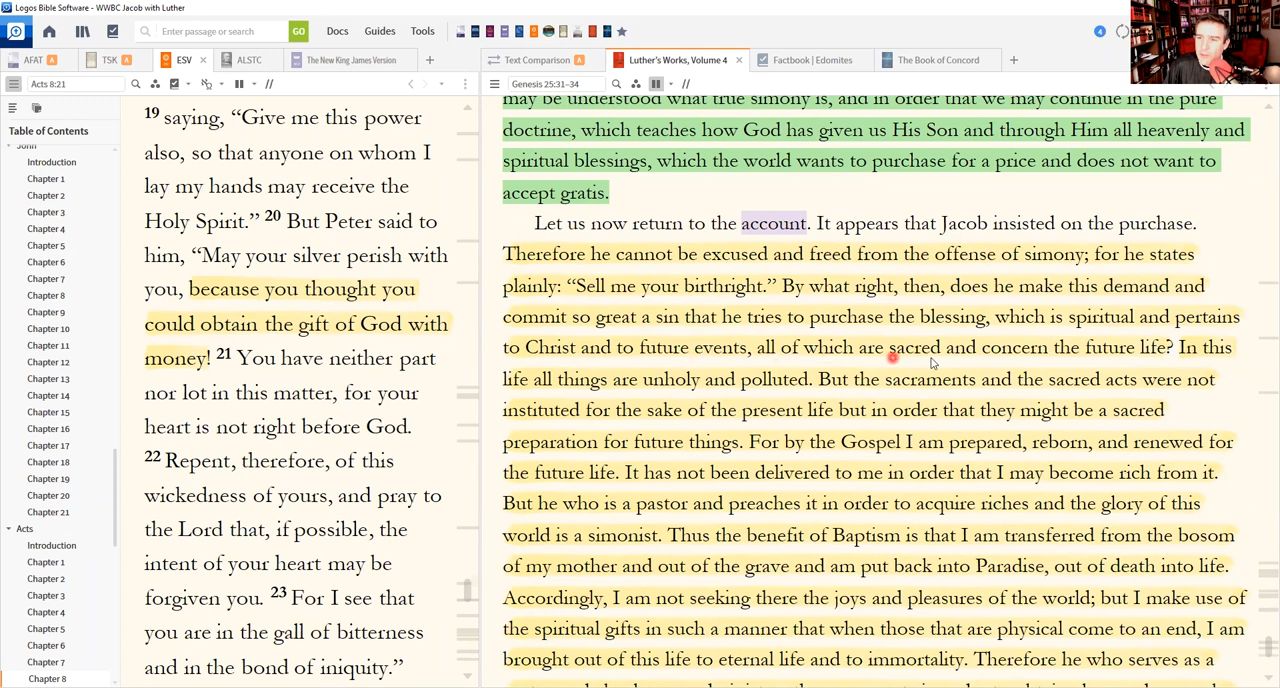 Logos Bible Software - WWBC Jacob with Luther
Enter passage or search
GO
Docs
Guides
Tools
4
AFAT A
TSK A
ESV
ALSTC
The New King James Version
Text Comparison A
Luther's Works, Volume 4
Factbook | Edomites
The Book of Concord
Acts 8:21
Genesis 25:31–34
Table of Contents
John
Introduction
Chapter 1
Chapter 2
Chapter 3
Chapter 4
Chapter 5
Chapter 6
Chapter 7
Chapter 8
Chapter 9
Chapter 10
Chapter 11
Chapter 12
Chapter 13
Chapter 14
Chapter 15
Chapter 16
Chapter 17
Chapter 18
Chapter 19
Chapter 20
Chapter 21
Acts
Introduction
Chapter 1
Chapter 2
Chapter 3
Chapter 4
Chapter 5
Chapter 6
Chapter 7
Chapter 8
19 saying, “Give me this power
also, so that anyone on whom I
lay my hands may receive the
Holy Spirit.” 20 But Peter said to
him, “May your silver perish with
you, because you thought you
could obtain the gift of God with
money! 21 You have neither part
nor lot in this matter, for your
heart is not right before God.
22 Repent, therefore, of this
wickedness of yours, and pray to
the Lord that, if possible, the
intent of your heart may be
forgiven you. 23 For I see that
you are in the gall of bitterness
and in the bond of iniquity.”
may be understood what true simony is, and in order that we may continue in the pure
doctrine, which teaches how God has given us His Son and through Him all heavenly and
spiritual blessings, which the world wants to purchase for a price and does not want to
accept gratis.
Let us now return to the account. It appears that Jacob insisted on the purchase.
Therefore he cannot be excused and freed from the offense of simony; for he states
plainly: “Sell me your birthright.” By what right, then, does he make this demand and
commit so great a sin that he tries to purchase the blessing, which is spiritual and pertains
to Christ and to future events, all of which are sacred and concern the future life? In this
life all things are unholy and polluted. But the sacraments and the sacred acts were not
instituted for the sake of the present life but in order that they might be a sacred
preparation for future things. For by the Gospel I am prepared, reborn, and renewed for
the future life. It has not been delivered to me in order that I may become rich from it.
But he who is a pastor and preaches it in order to acquire riches and the glory of this
world is a simonist. Thus the benefit of Baptism is that I am transferred from the bosom
of my mother and out of the grave and am put back into Paradise, out of death into life.
Accordingly, I am not seeking there the joys and pleasures of the world; but I make use of
the spiritual gifts in such a manner that when those that are physical come to an end, I am
brought out of this life to eternal life and to immortality. Therefore he who serves as a